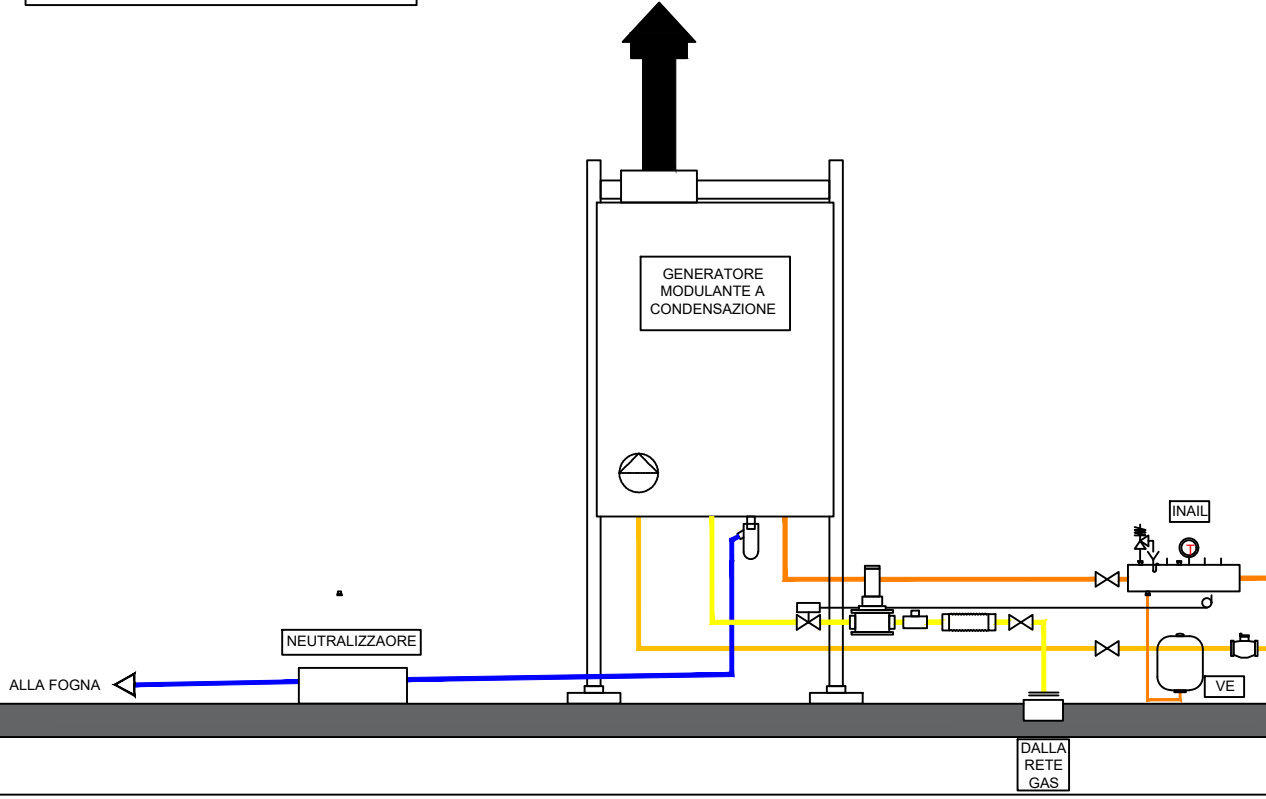 GENERATORE
MODULANTE A
CONDENSAZIONE
INAIL
T
NEUTRALIZZAORE
ALLA FOGNA
VE
DALLA
RETE
GAS